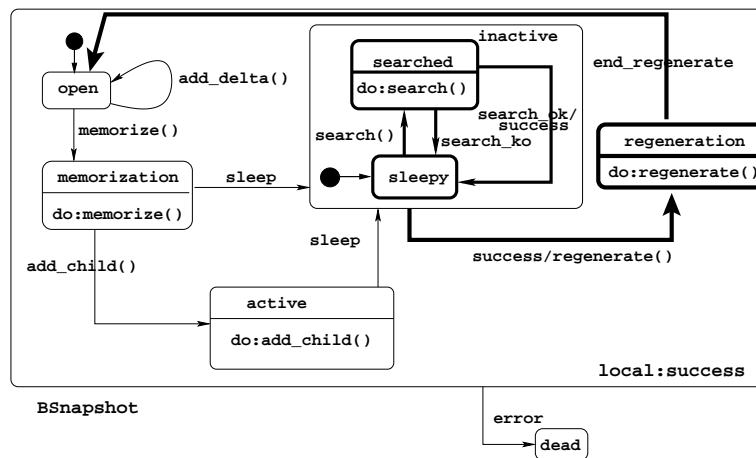 inactive
searched
do:search()
end_regenerate
add_delta()
open
search_ok/
success
search()
search_ko
memorize()
regeneration
do:regenerate()
memorization
do:memorize()
sleep
sleepy
sleep
success/regenerate()
add_child()
active
do:add_child()
local:success
BSnapshot
error
dead